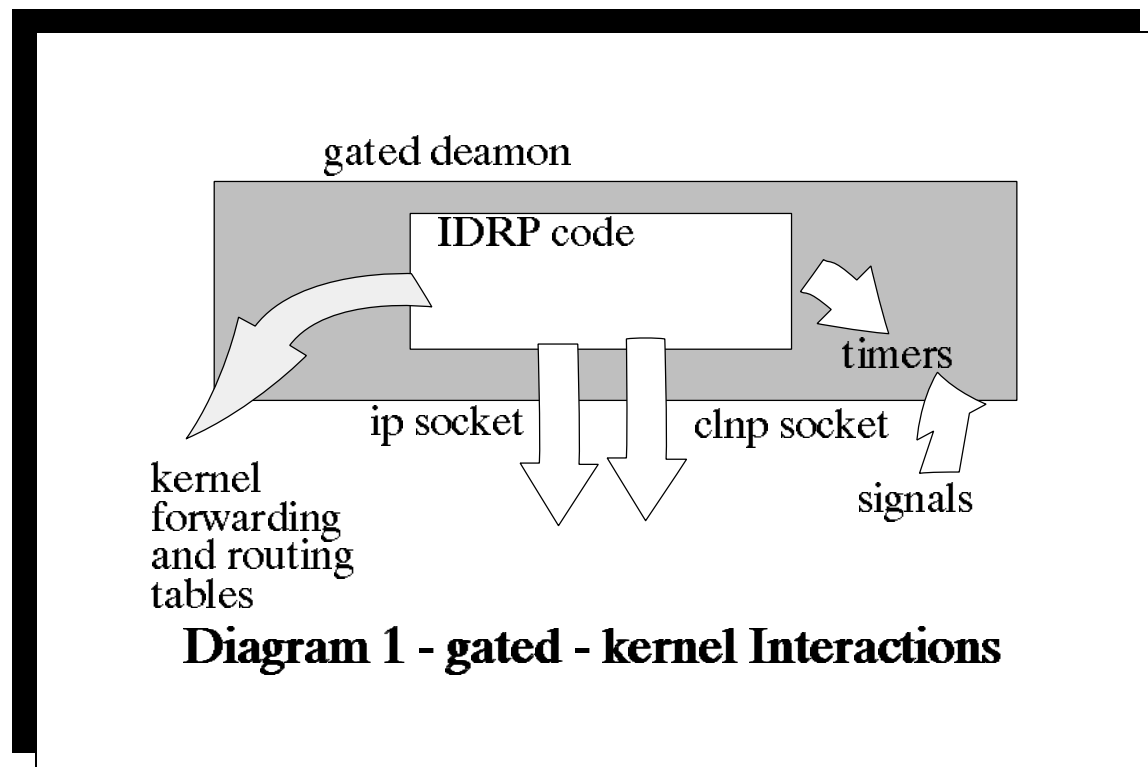 gated deamon
IDRP code
timers
ip socket
clnp socket
signals
kernel
forwarding
and routing
tables
Diagram 1 - gated - kernel Interactions